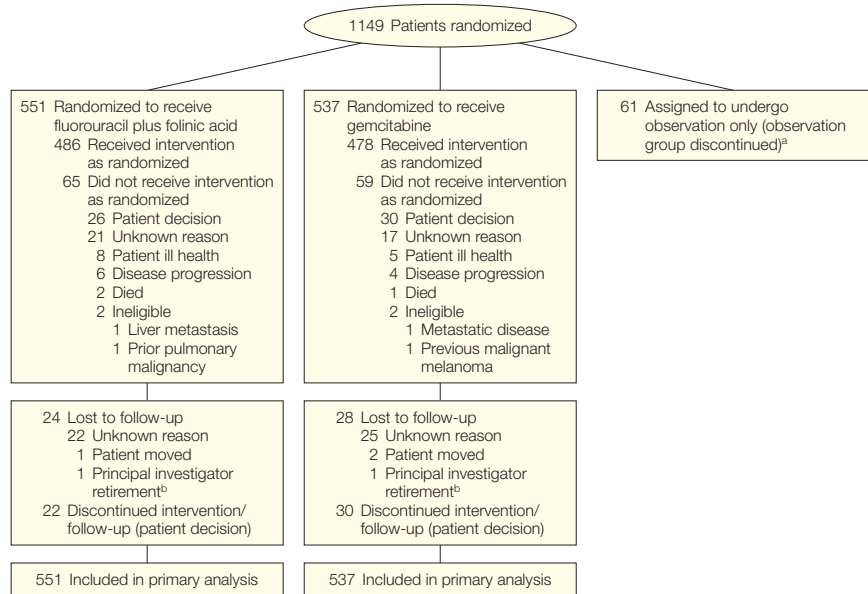 1149 Patients randomized
551 Randomized to receive
fluorouracil plus folinic acid
486 Received intervention
as randomized
65 Did not receive intervention
as randomized
26 Patient decision
21 Unknown reason
8 Patient ill health
6 Disease progression
2 Died
2 Ineligible
1 Liver metastasis
1 Prior pulmonary
malignancy
537 Randomized to receive
gemcitabine
478 Received intervention
as randomized
59 Did not receive intervention
as randomized
30 Patient decision
17 Unknown reason
5 Patient ill health
4 Disease progression
1 Died
2 Ineligible
1 Metastatic disease
1 Previous malignant
melanoma
61 Assigned to undergo
observation only (observation
group discontinued)ᵃ
24 Lost to follow-up
22 Unknown reason
1 Patient moved
1 Principal investigator
retirementᵇ
22 Discontinued intervention/
follow-up (patient decision)
28 Lost to follow-up
25 Unknown reason
2 Patient moved
1 Principal investigator
retirementᵇ
30 Discontinued intervention/
follow-up (patient decision)
551 Included in primary analysis
537 Included in primary analysis